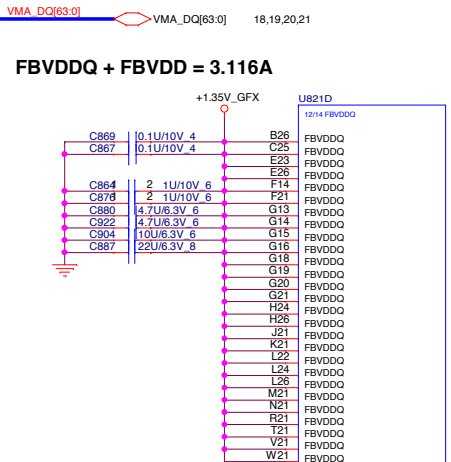 VMA_DQ[63:0]
VMA_DQ[63:0] 18,19,20,21
FBVDDQ + FBVDD = 3.116A
+1.35V_GFX U821D
12/14 FBVDDQ
C869 0.1U/10V_4 B26 FBVDDQ
C867 0.1U/10V_4 C25 FBVDDQ
E23 FBVDDQ
E26 FBVDDQ
C864 1 2 1U/10V_6 F14 FBVDDQ
C876 1 2 1U/10V_6 F21 FBVDDQ
C880 4.7U/6.3V_6 G13 FBVDDQ
C922 4.7U/6.3V_6 G14 FBVDDQ
C904 10U/6.3V_6 G15 FBVDDQ
C887 22U/6.3V_8 G16 FBVDDQ
G18 FBVDDQ
G19 FBVDDQ
G20 FBVDDQ
G21 FBVDDQ
H24 FBVDDQ
H26 FBVDDQ
J21 FBVDDQ
K21 FBVDDQ
L22 FBVDDQ
L24 FBVDDQ
L26 FBVDDQ
M21 FBVDDQ
N21 FBVDDQ
R21 FBVDDQ
T21 FBVDDQ
V21 FBVDDQ
W21 FBVDDQ